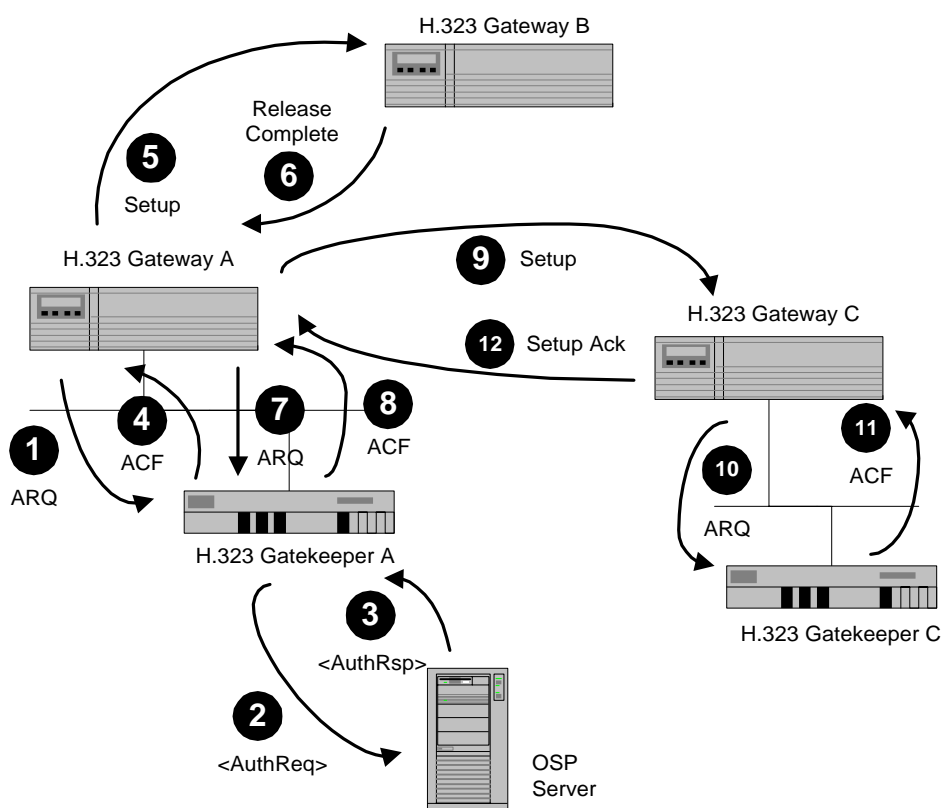 H.323 Gateway B
Release
Complete
5
6
Setup
H.323 Gateway A
9
Setup
H.323 Gateway C
12
Setup Ack
1
4
7
8
ARQ
ACF
ARQ
ACF
10
11
ARQ
ACF
H.323 Gatekeeper A
H.323 Gatekeeper C
3
<AuthRsp>
2
<AuthReq>
OSP
Server